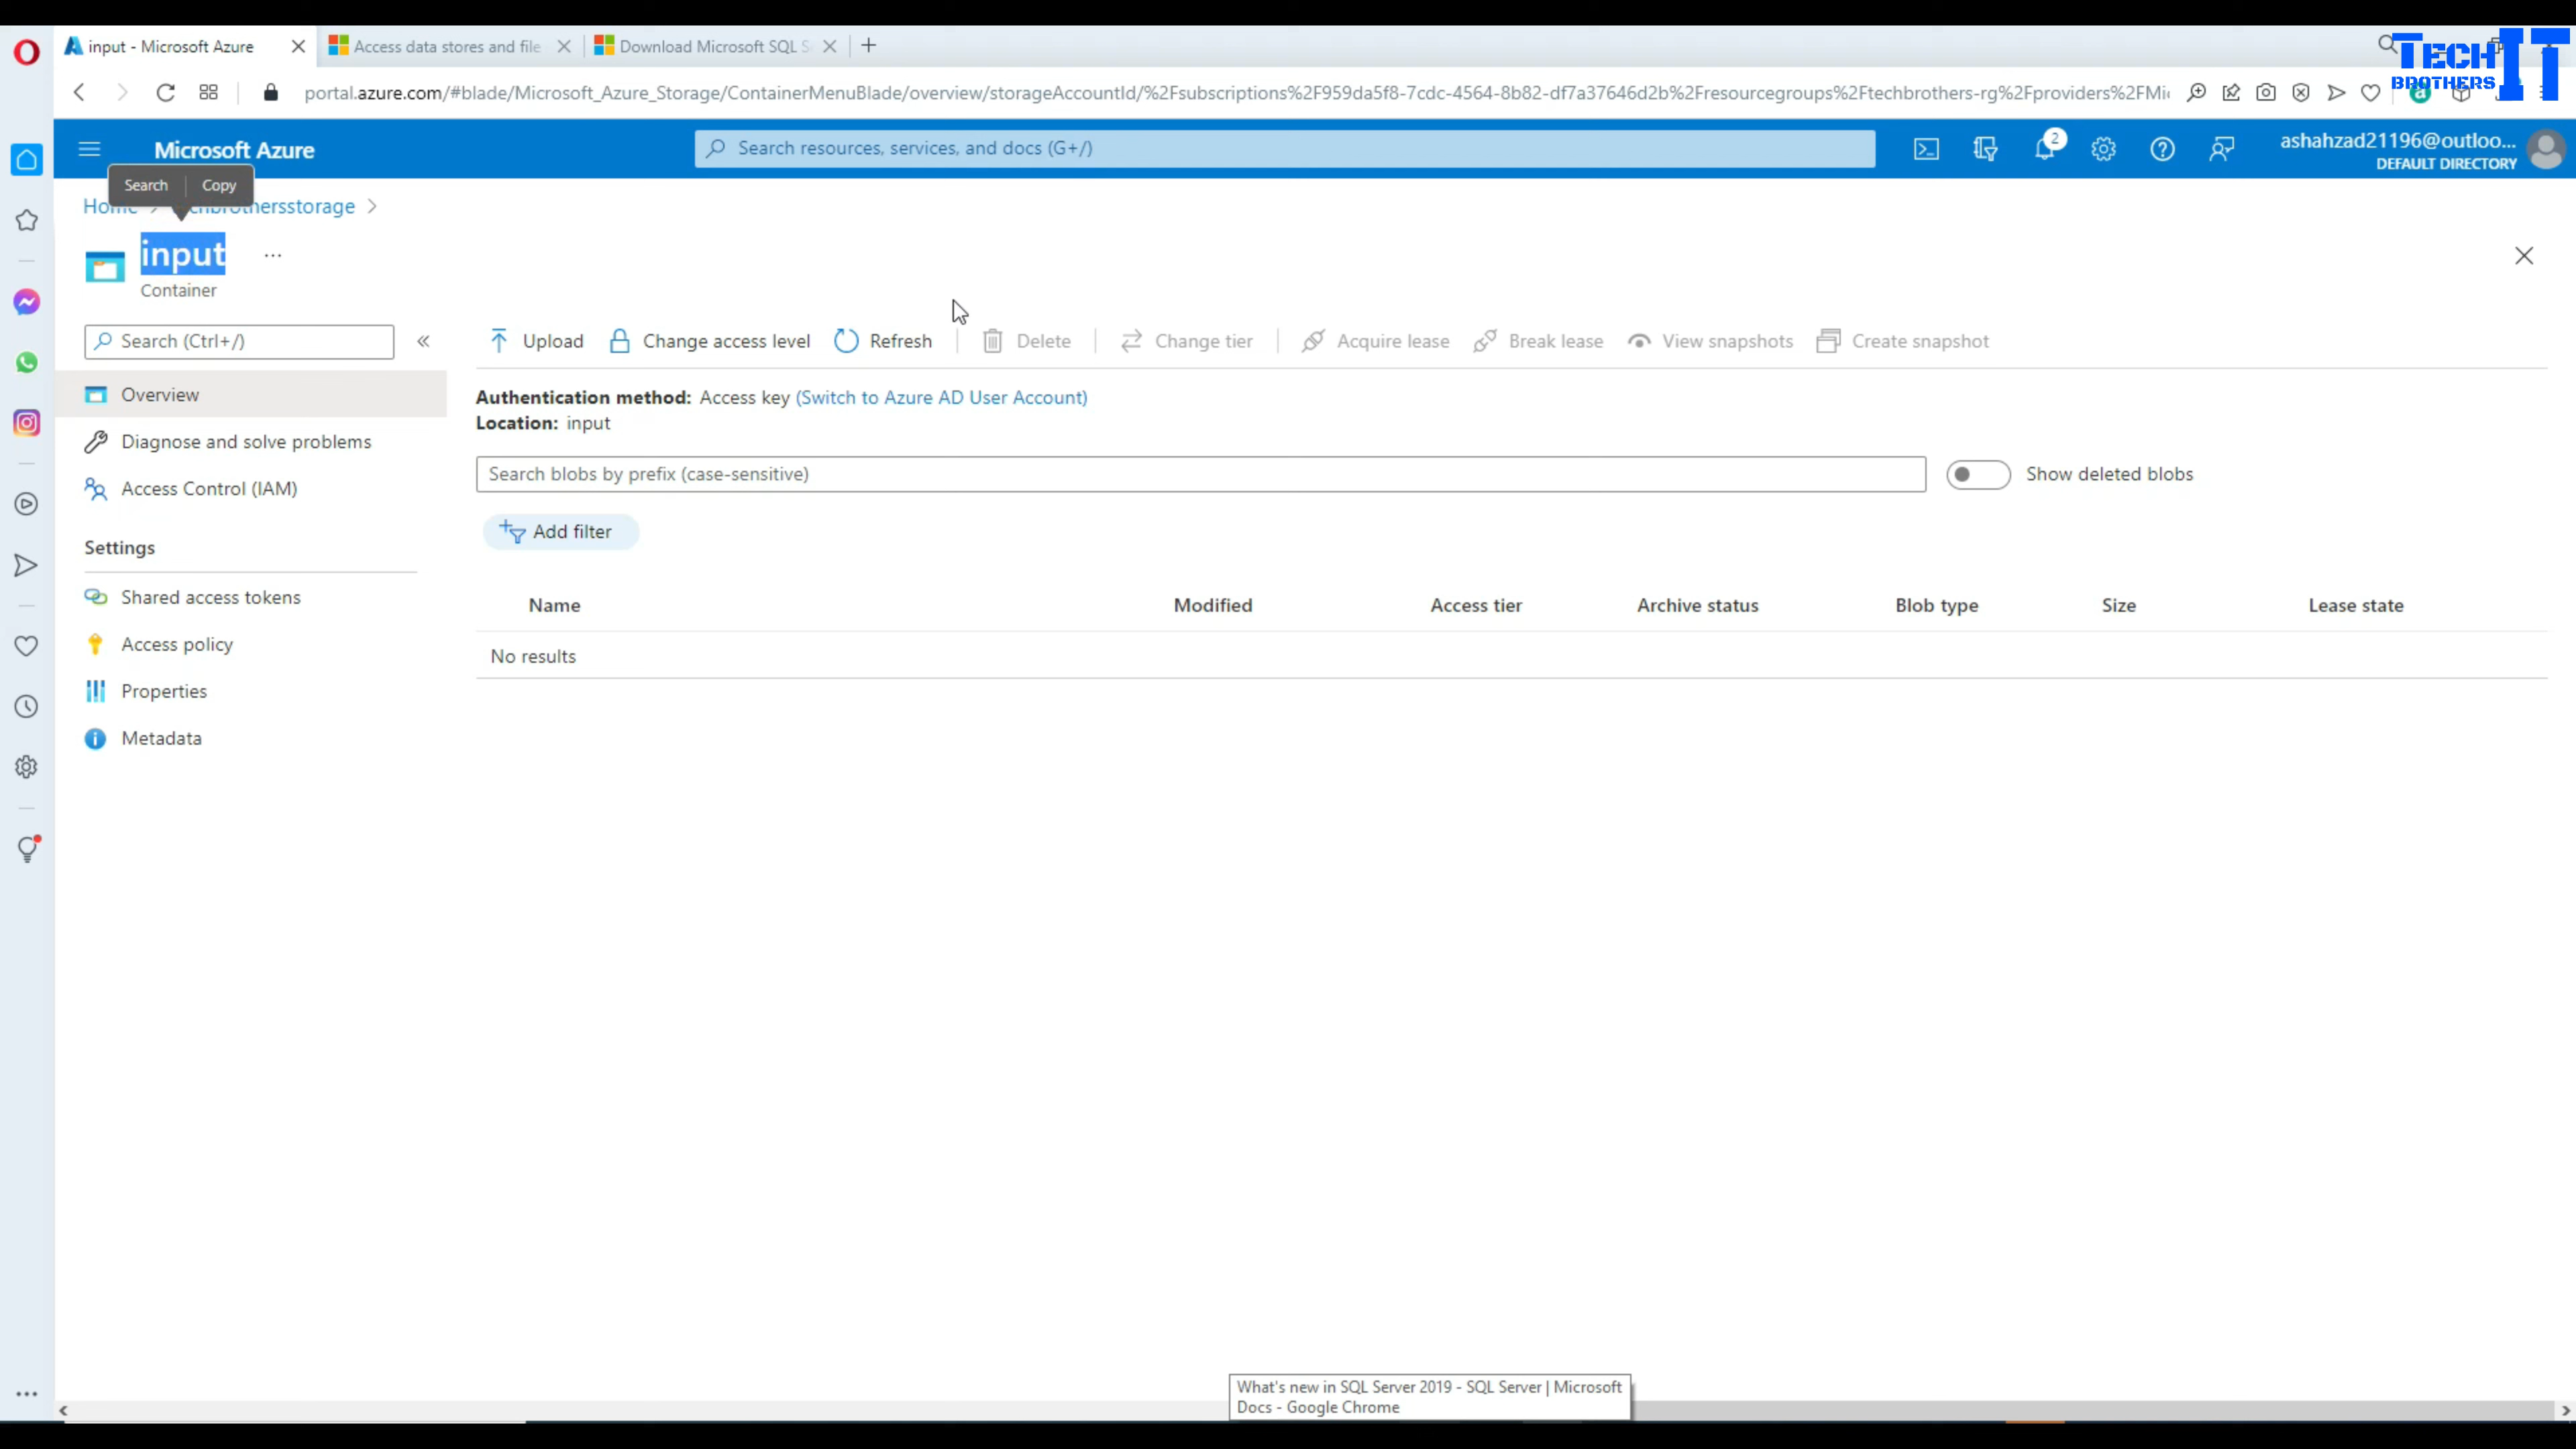 input - Microsoft Azure
Access data stores and file
Download Microsoft SQL S
TECH IT
BROTHERS
portal.azure.com/#blade/Microsoft_Azure_Storage/ContainerMenuBlade/overview/storageAccountId/%2Fsubscriptions%2F959da5f8-7cdc-4564-8b82-df7a37646d2b%2Fresourcegroups%2Ftechbrothers-rg%2Fproviders%2FMi
Microsoft Azure
Search resources, services, and docs (G+/)
2
ashahzad21196@outloo...
DEFAULT DIRECTORY
Search Copy
Home > chbrothersstorage >
input ...
Container
Search (Ctrl+/) «
Upload Change access level Refresh Delete Change tier Acquire lease Break lease View snapshots Create snapshot
Overview
Diagnose and solve problems
Access Control (IAM)
Settings
Shared access tokens
Access policy
Properties
Metadata
Authentication method: Access key (Switch to Azure AD User Account)
Location: input
Search blobs by prefix (case-sensitive)
Show deleted blobs
Add filter
Name Modified Access tier Archive status Blob type Size Lease state
No results
What's new in SQL Server 2019 - SQL Server | Microsoft
Docs - Google Chrome